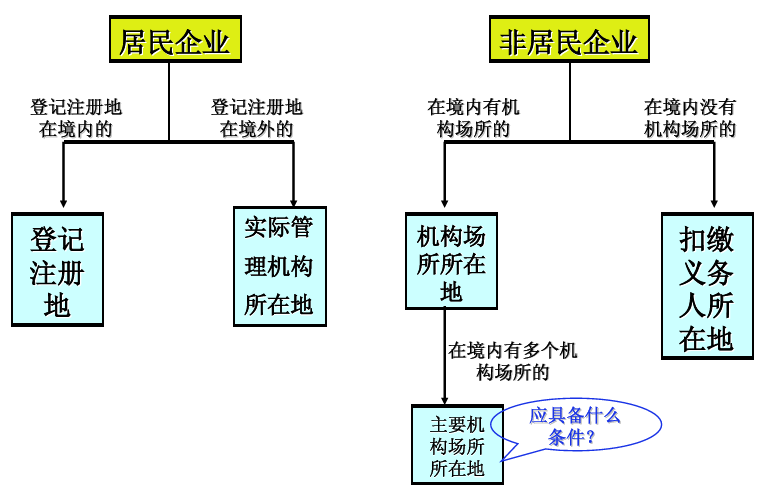 居民企业
登记注册地
在境内的
登记注册地
在境外的
登记
注册
地
实际管
理机构
所在地
非居民企业
在境内有机
构场所的
在境内没有
机构场所的
机构场
所所在
地
扣缴
义务
人所
在地
在境内有多个机
构场所的
主要机
构场所
所在地
应具备什么
条件?